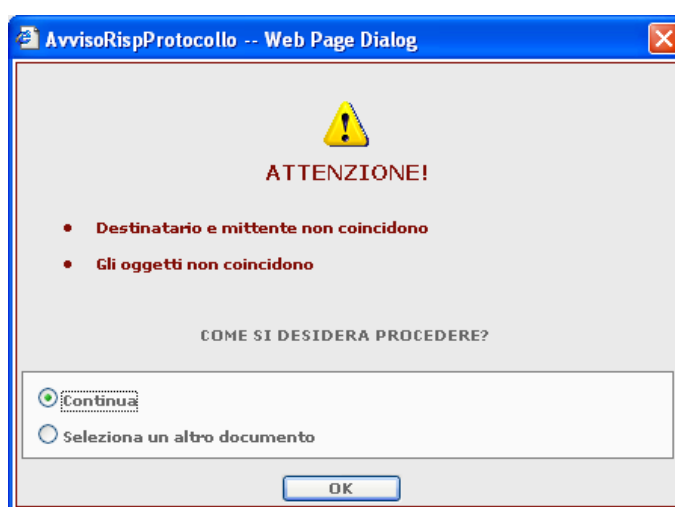 AvvisoRispProtocollo -- Web Page Dialog
ATTENZIONE!
• Destinatario e mittente non coincidono
• Gli oggetti non coincidono
COME SI DESIDERA PROCEDERE?
Continua
Seleziona un altro documento
OK